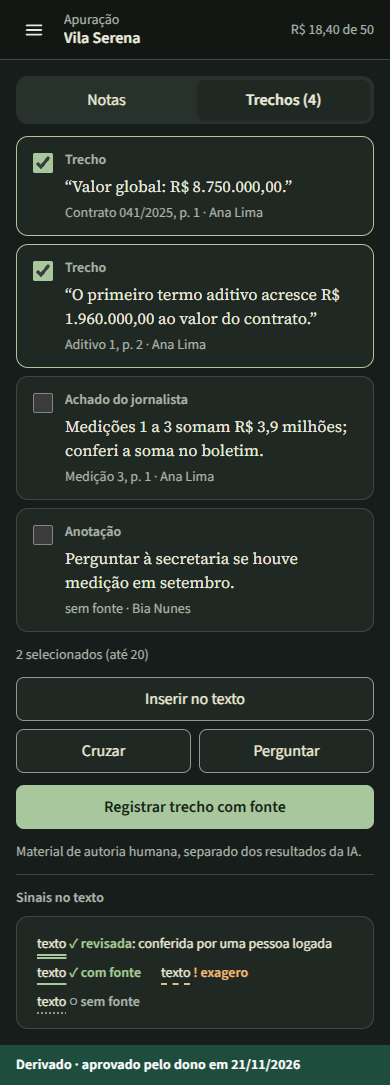 Apuração
Vila Serena
R$ 18,40 de 50
Notas
Trechos (4)
Trecho
“Valor global: R$ 8.750.000,00.”
Contrato 041/2025, p. 1 · Ana Lima
Trecho
“O primeiro termo aditivo acresce R$
1.960.000,00 ao valor do contrato.”
Aditivo 1, p. 2 · Ana Lima
Achado do jornalista
Medições 1 a 3 somam R$ 3,9 milhões;
conferi a soma no boletim.
Medição 3, p. 1 · Ana Lima
Anotação
Perguntar à secretaria se houve
medição em setembro.
sem fonte · Bia Nunes
2 selecionados (até 20)
Inserir no texto
Cruzar
Perguntar
Registrar trecho com fonte
Material de autoria humana, separado dos resultados da IA.
Sinais no texto
texto ✓ revisada: conferida por uma pessoa logada
texto ✓ com fonte texto ! exagero
texto ○ sem fonte
Derivado · aprovado pelo dono em 21/11/2026